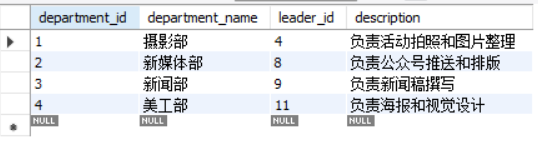 department_id department_name leader_id description
1 摄影部 4 负责活动拍照和图片整理
2 新媒体部 8 负责公众号推送和排版
3 新闻部 9 负责新闻稿撰写
4 美工部 11 负责海报和视觉设计
NULL NULL NULL NULL